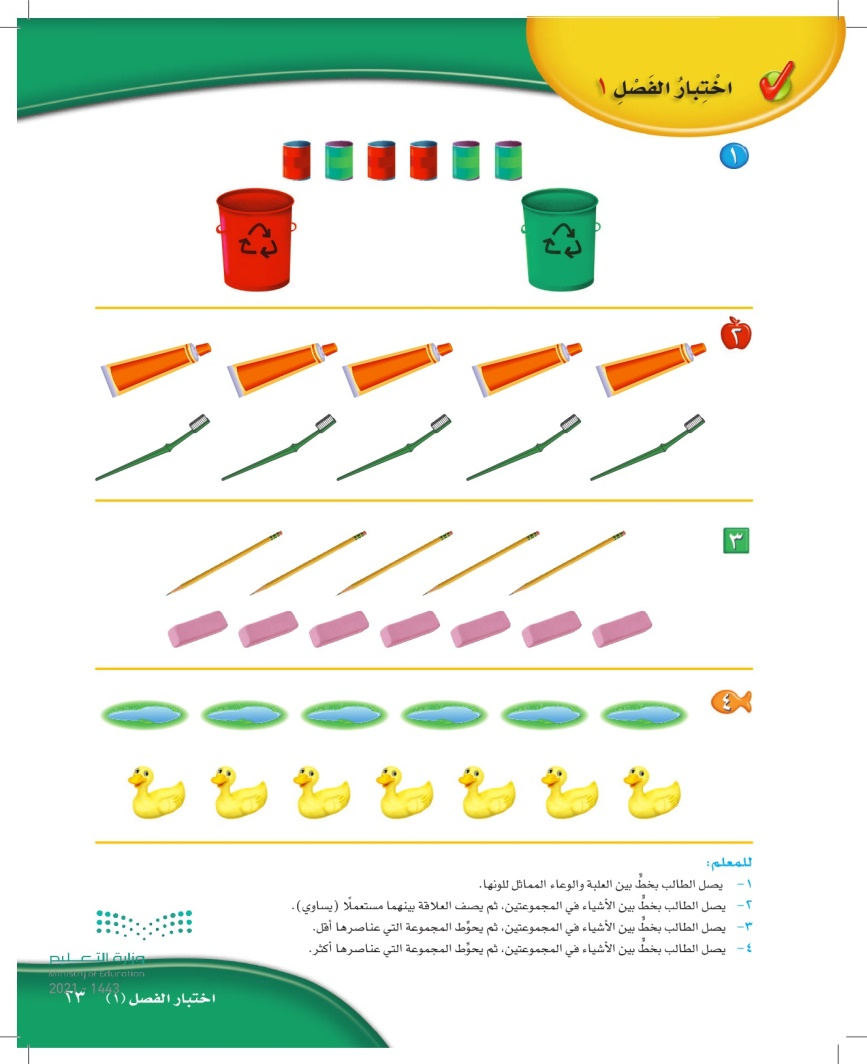 اخْتِبارُ الفَصْلِ ١
١
٢
٣
٤
للمعلم:
١- يصل الطالب بخطٍّ بين العلبة والوعاء المماثل للونها.
٢- يصل الطالب بخطٍّ بين الأشياء في المجموعتين، ثم يصف العلاقة بينهما مستعملًا (يساوي).
٣- يصل الطالب بخطٍّ بين الأشياء في المجموعتين، ثم يحوِّط المجموعة التي عناصرها أقل.
٤- يصل الطالب بخطٍّ بين الأشياء في المجموعتين، ثم يحوِّط المجموعة التي عناصرها أكثر.
وزارة التعليم
Ministry of Education
2021 - 1443
اختبار الفصل (١) ٢٣